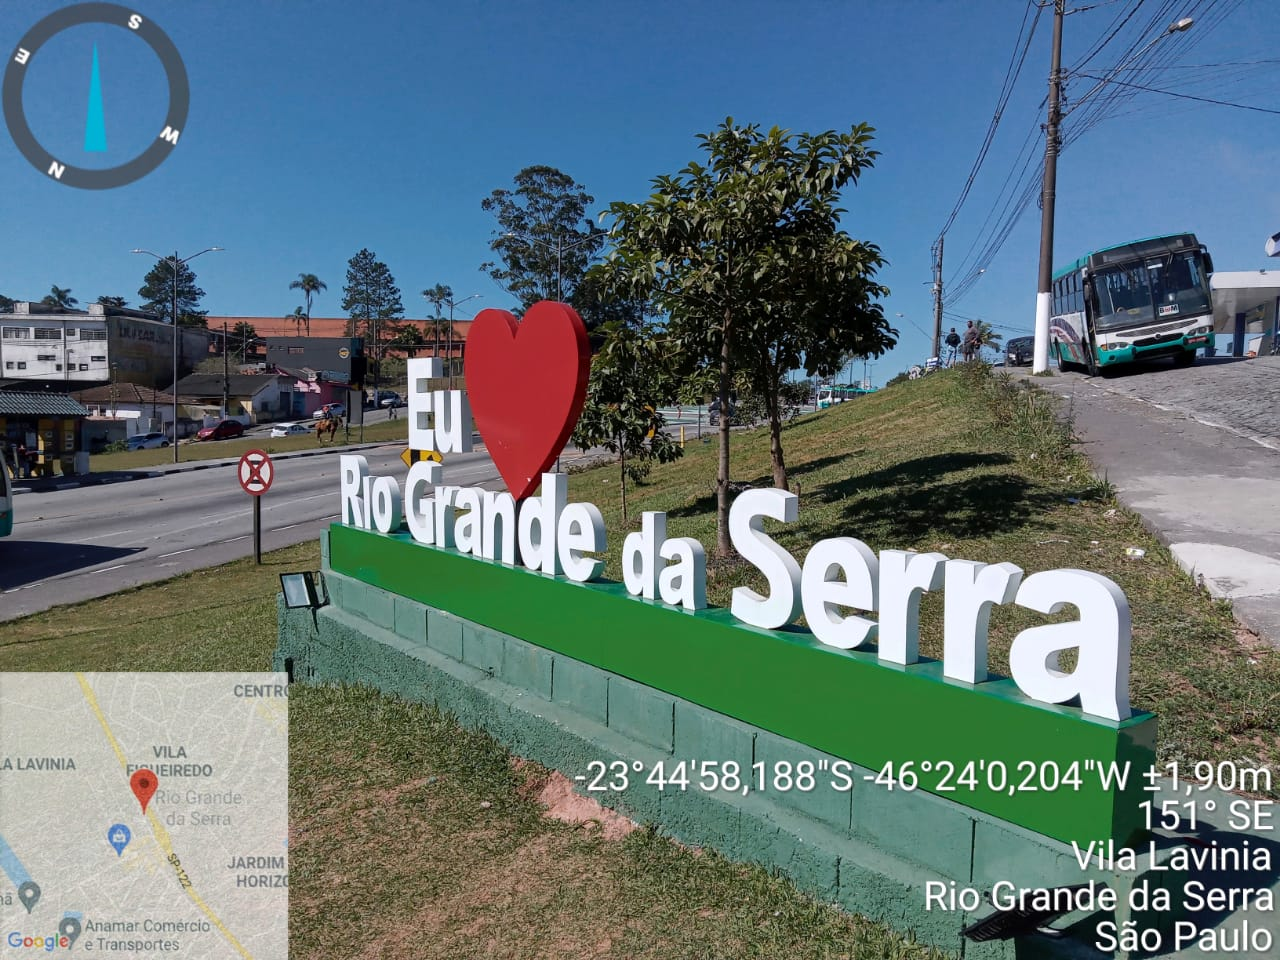 S
E
W
N
Eu
Rio Grande da Serra
CENTRO
VILA
FIGUEIREDO
LA LAVINIA
Rio Grande
da Serra
JARDIM
HORIZO
SP-122
Anamar Comércio
e Transportes
Google
-23°44'58,188"S -46°24'0,204"W ±1,90m
151° SE
Vila Lavinia
Rio Grande da Serra
São Paulo